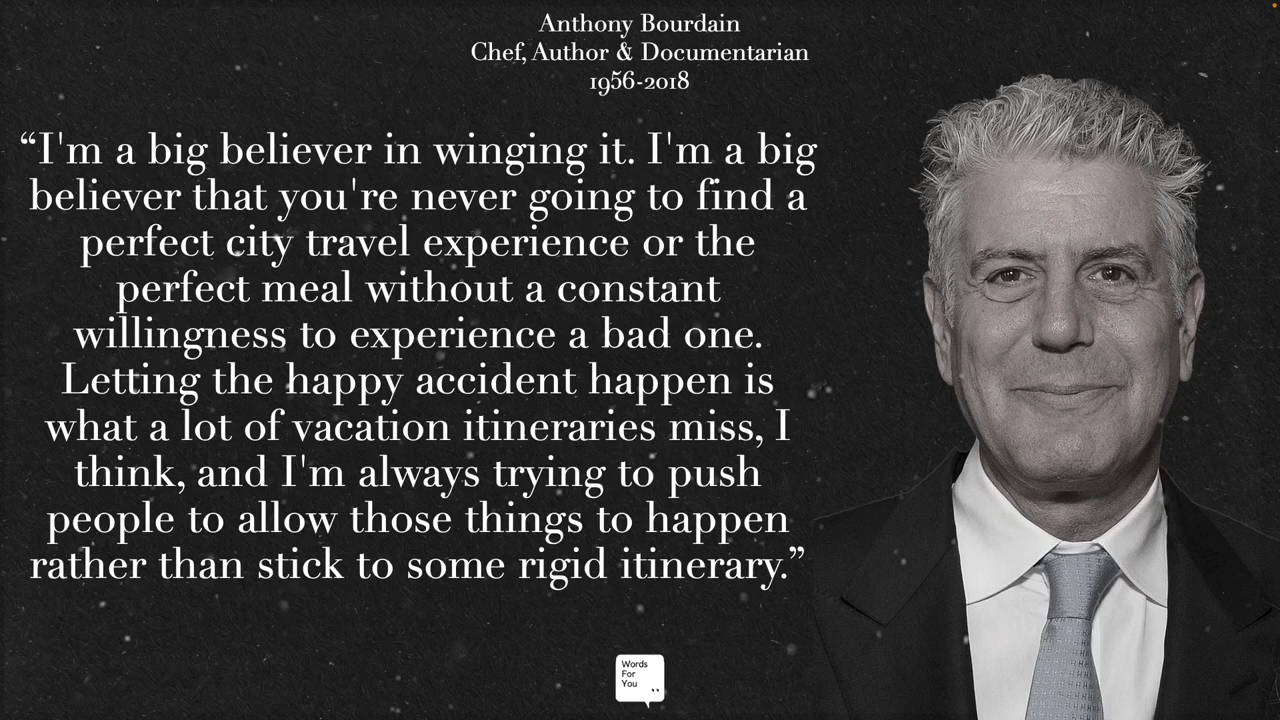 Anthony Bourdain
Chef, Author & Documentarian
1956-2018
“I'm a big believer in winging it. I'm a big
believer that you're never going to find a
perfect city travel experience or the
perfect meal without a constant
willingness to experience a bad one.
Letting the happy accident happen is
what a lot of vacation itineraries miss, I
think, and I'm always trying to push
people to allow those things to happen
rather than stick to some rigid itinerary.”
Words
For
You